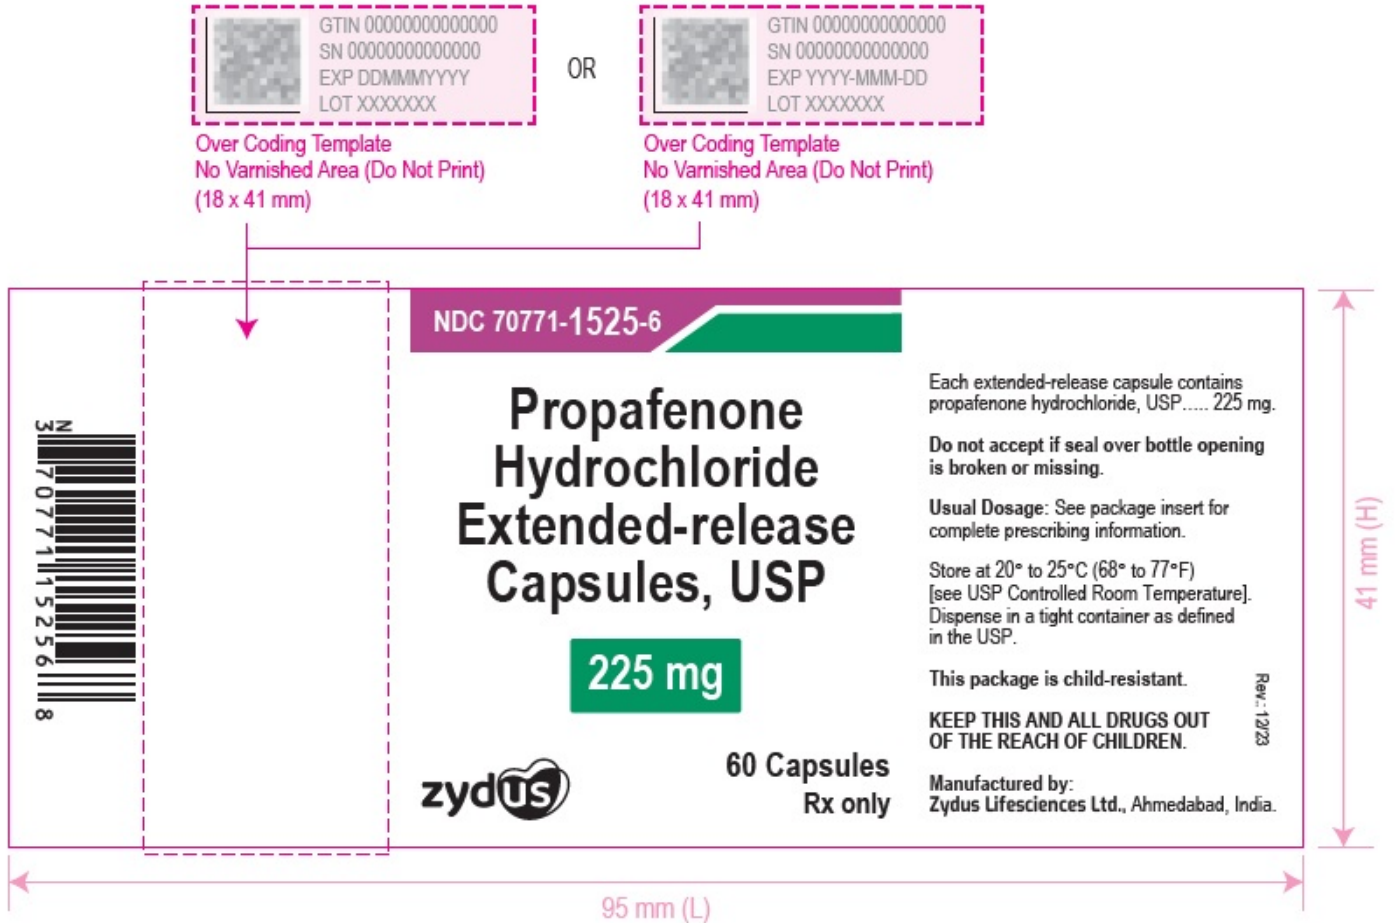 GTIN 00000000000000
SN 00000000000000
EXP DDMMMYYYY
LOT XXXXXXX
OR
GTIN 00000000000000
SN 00000000000000
EXP YYYY-MMM-DD
LOT XXXXXXX
Over Coding Template
No Varnished Area (Do Not Print)
(18 x 41 mm)
Over Coding Template
No Varnished Area (Do Not Print)
(18 x 41 mm)
N
3 70771 15256 8
NDC 70771-1525-6
Propafenone
Hydrochloride
Extended-release
Capsules, USP
225 mg
zydus
60 Capsules
Rx only
Each extended-release capsule contains
propafenone hydrochloride, USP..... 225 mg.
Do not accept if seal over bottle opening
is broken or missing.
Usual Dosage: See package insert for
complete prescribing information.
Store at 20° to 25°C (68° to 77°F)
[see USP Controlled Room Temperature].
Dispense in a tight container as defined
in the USP.
This package is child-resistant.
KEEP THIS AND ALL DRUGS OUT
OF THE REACH OF CHILDREN.
Manufactured by:
Zydus Lifesciences Ltd., Ahmedabad, India.
Rev.: 12/23
41 mm (H)
95 mm (L)